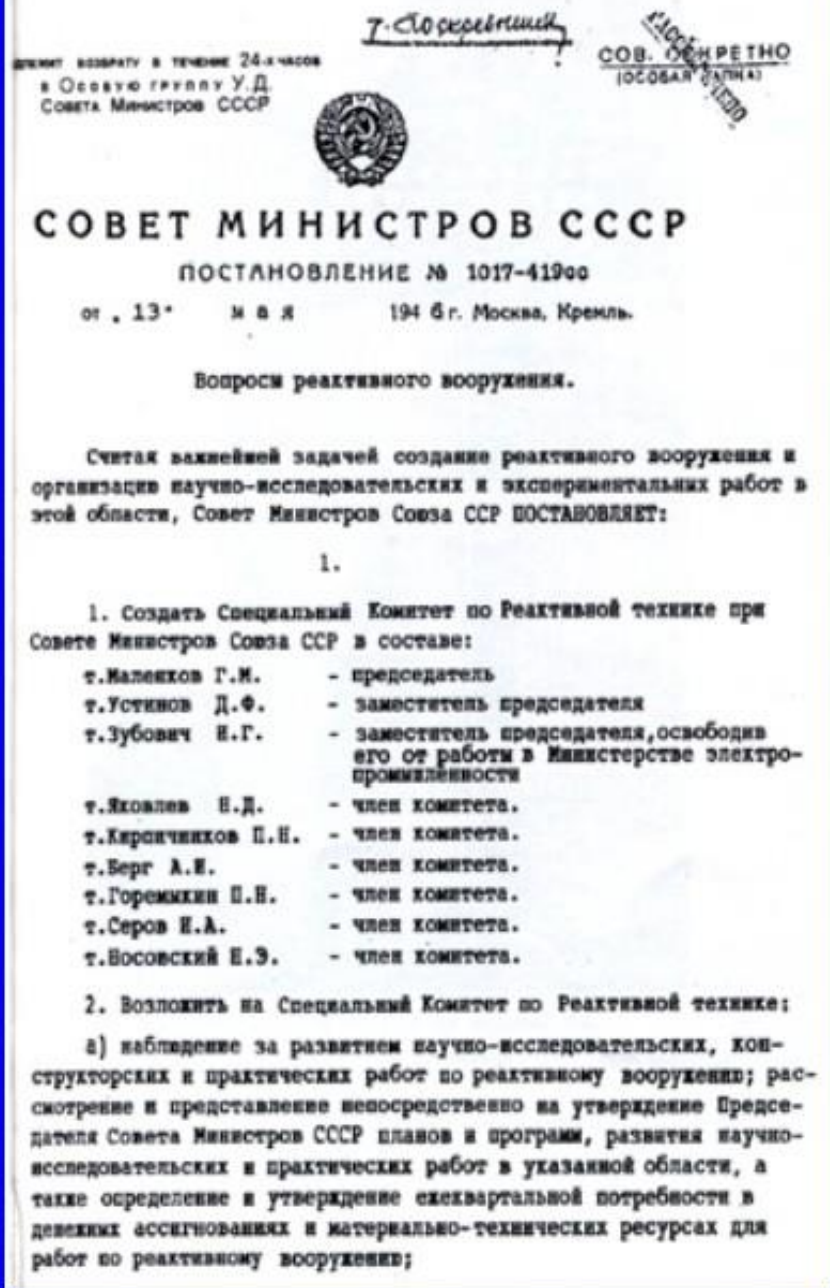 т. Поскребышев
длежит возврату в течение 24-х часов
в Особую группу У.Д.
Совета Министров СССР
СОВ. СЕКРЕТНО
(ОСОБАЯ ПАПКА)
РАССЕКРЕЧЕНО
СОВЕТ МИНИСТРОВ СССР
ПОСТАНОВЛЕНИЕ № 1017-419сс
от „13" мая 1946 г. Москва, Кремль.
Вопросы реактивного вооружения.
Считая важнейшей задачей создание реактивного вооружения и
организацию научно-исследовательских и экспериментальных работ в
этой области, Совет Министров Союза ССР ПОСТАНОВЛЯЕТ:
1.
1. Создать Специальный Комитет по Реактивной технике при
Совете Министров Союза ССР в составе:
т.Маленков Г.М. - председатель
т.Устинов Д.Ф. - заместитель председателя
т.Зубович И.Г. - заместитель председателя,освободив
его от работы в Министерстве электро-
промышленности
т.Яковлев Н.Д. - член комитета.
т.Кирпичников П.И. - член комитета.
т.Берг А.И. - член комитета.
т.Горемыкин П.Н. - член комитета.
т.Серов И.А. - член комитета.
т.Носовский Н.Э. - член комитета.
2. Возложить на Специальный Комитет по Реактивной технике:
а) наблюдение за развитием научно-исследовательских, кон-
структорских и практических работ по реактивному вооружению; рас-
смотрение и представление непосредственно на утверждение Предсе-
дателя Совета Министров СССР планов и программ, развития научно-
исследовательских и практических работ в указанной области, а
также определение и утверждение ежеквартальной потребности в
денежных ассигнованиях и материально-технических ресурсах для
работ по реактивному вооружению;